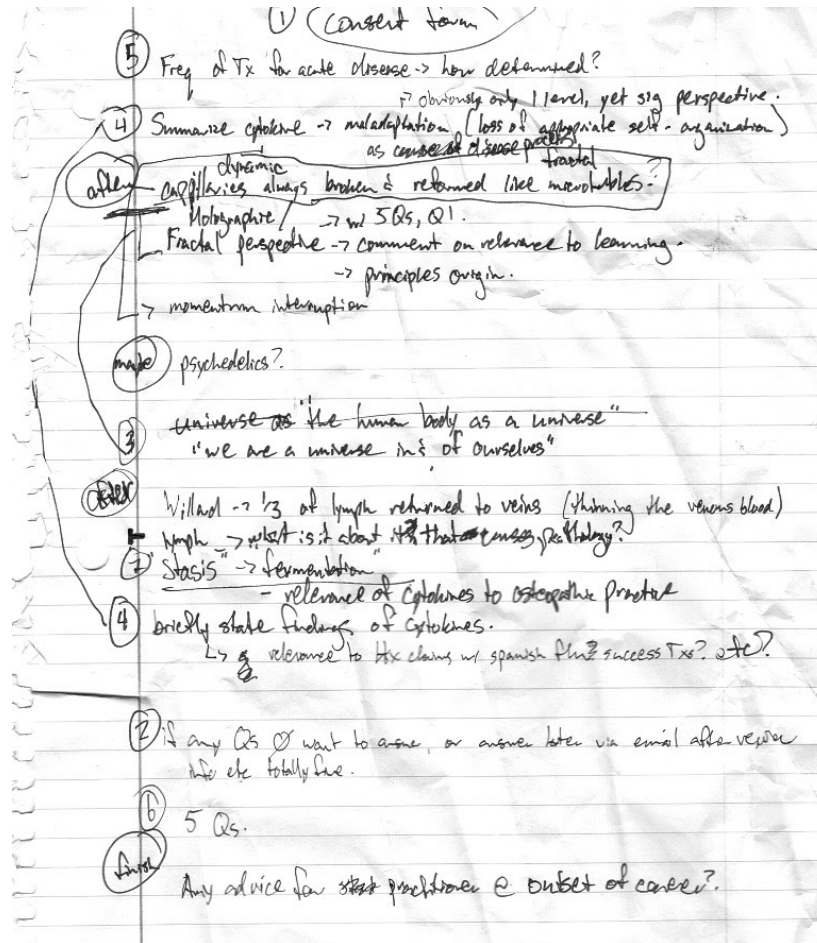 ① Consent form
⑤ Freq of Tx for acute disease -> how determined?
-> obviously only 1 level, yet sig perspective.
④ Summarize cytokine -> maladaptation (loss of appropriate self-organization)
as cause of disease process
dynamic fractal
after capillaries always broken & reformed like microtubles.?
Holographic / -> w/ 5Qs, Q1.
Fractal perspective -> comment on relevance to learning.
-> principles origin.
-> momentum interruption
maybe psychedelics?
universe as "the human body as a universe"
③ "we are a universe in & of ourselves"
after Willard -> 1/3 of lymph returned to veins (thinning the venous blood)
lymph -> what is it about it? that causes pathology?
"Stasis" -> fermentation"
- relevance of cytokines to osteopathic practice
④ briefly state findings of cytokines.
-> relevance to Hx claims w/ spanish flu? success Txs? etc?
② if any Qs Ø want to answer, or answer later via email after review
info etc totally fine.
⑥ 5 Qs.
finish
Any advice for practitioner @ outset of career?